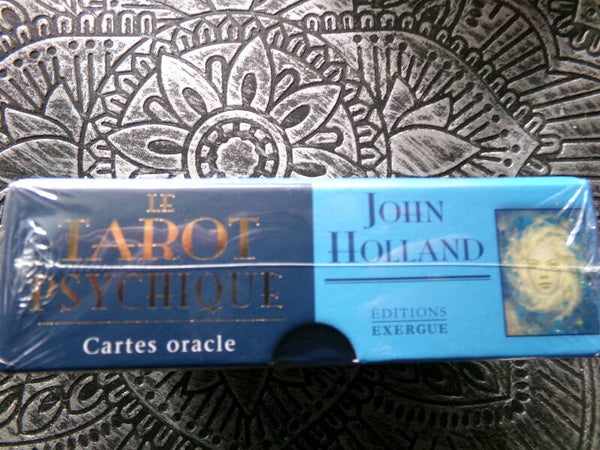 LE
TAROT
PSYCHIQUE
Cartes oracle
JOHN
HOLLAND
ÉDITIONS
EXERGUE